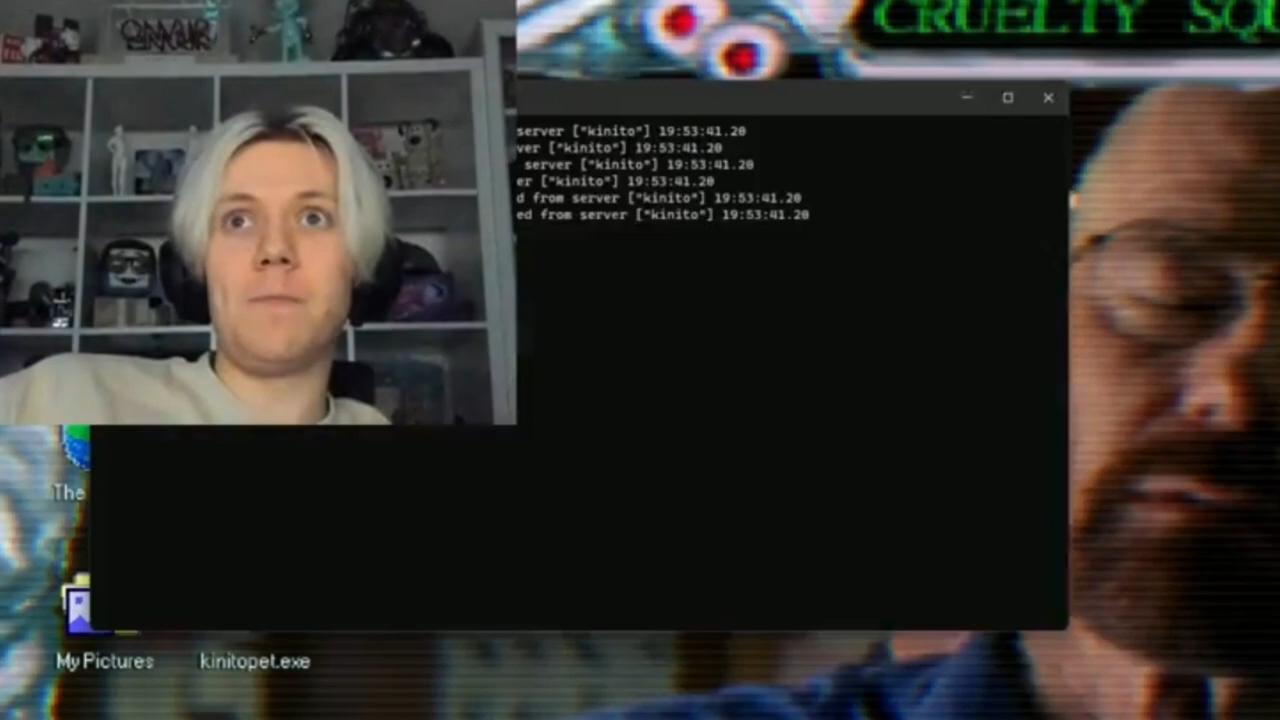 CRUELTY SQU
server ["kinito"] 19:53:41.20
ver ["kinito"] 19:53:41.20
server ["kinito"] 19:53:41.20
er ["kinito"] 19:53:41.20
d from server ["kinito"] 19:53:41.20
ed from server ["kinito"] 19:53:41.20
The
My Pictures
kinitopet.exe